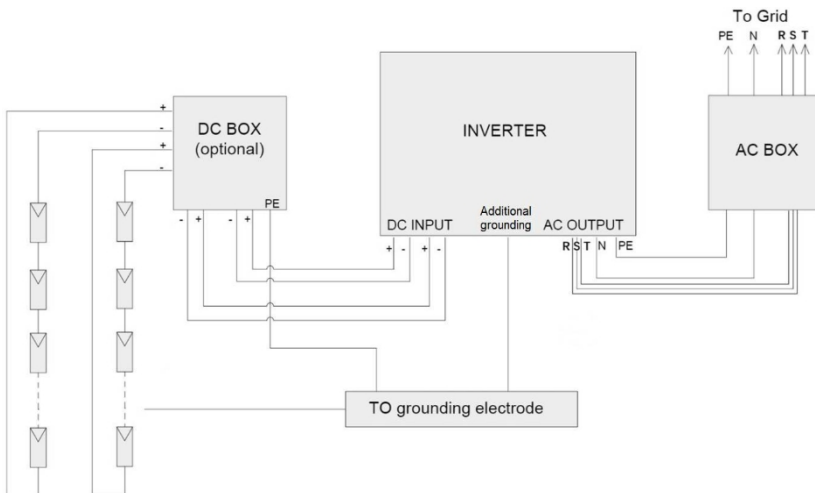 To Grid
PE N R S T
+
-
+
-
DC BOX
(optional)
PE
- + - +
INVERTER
DC INPUT
+ - + -
Additional
grounding
AC OUTPUT
R S T N PE
AC BOX
TO grounding electrode